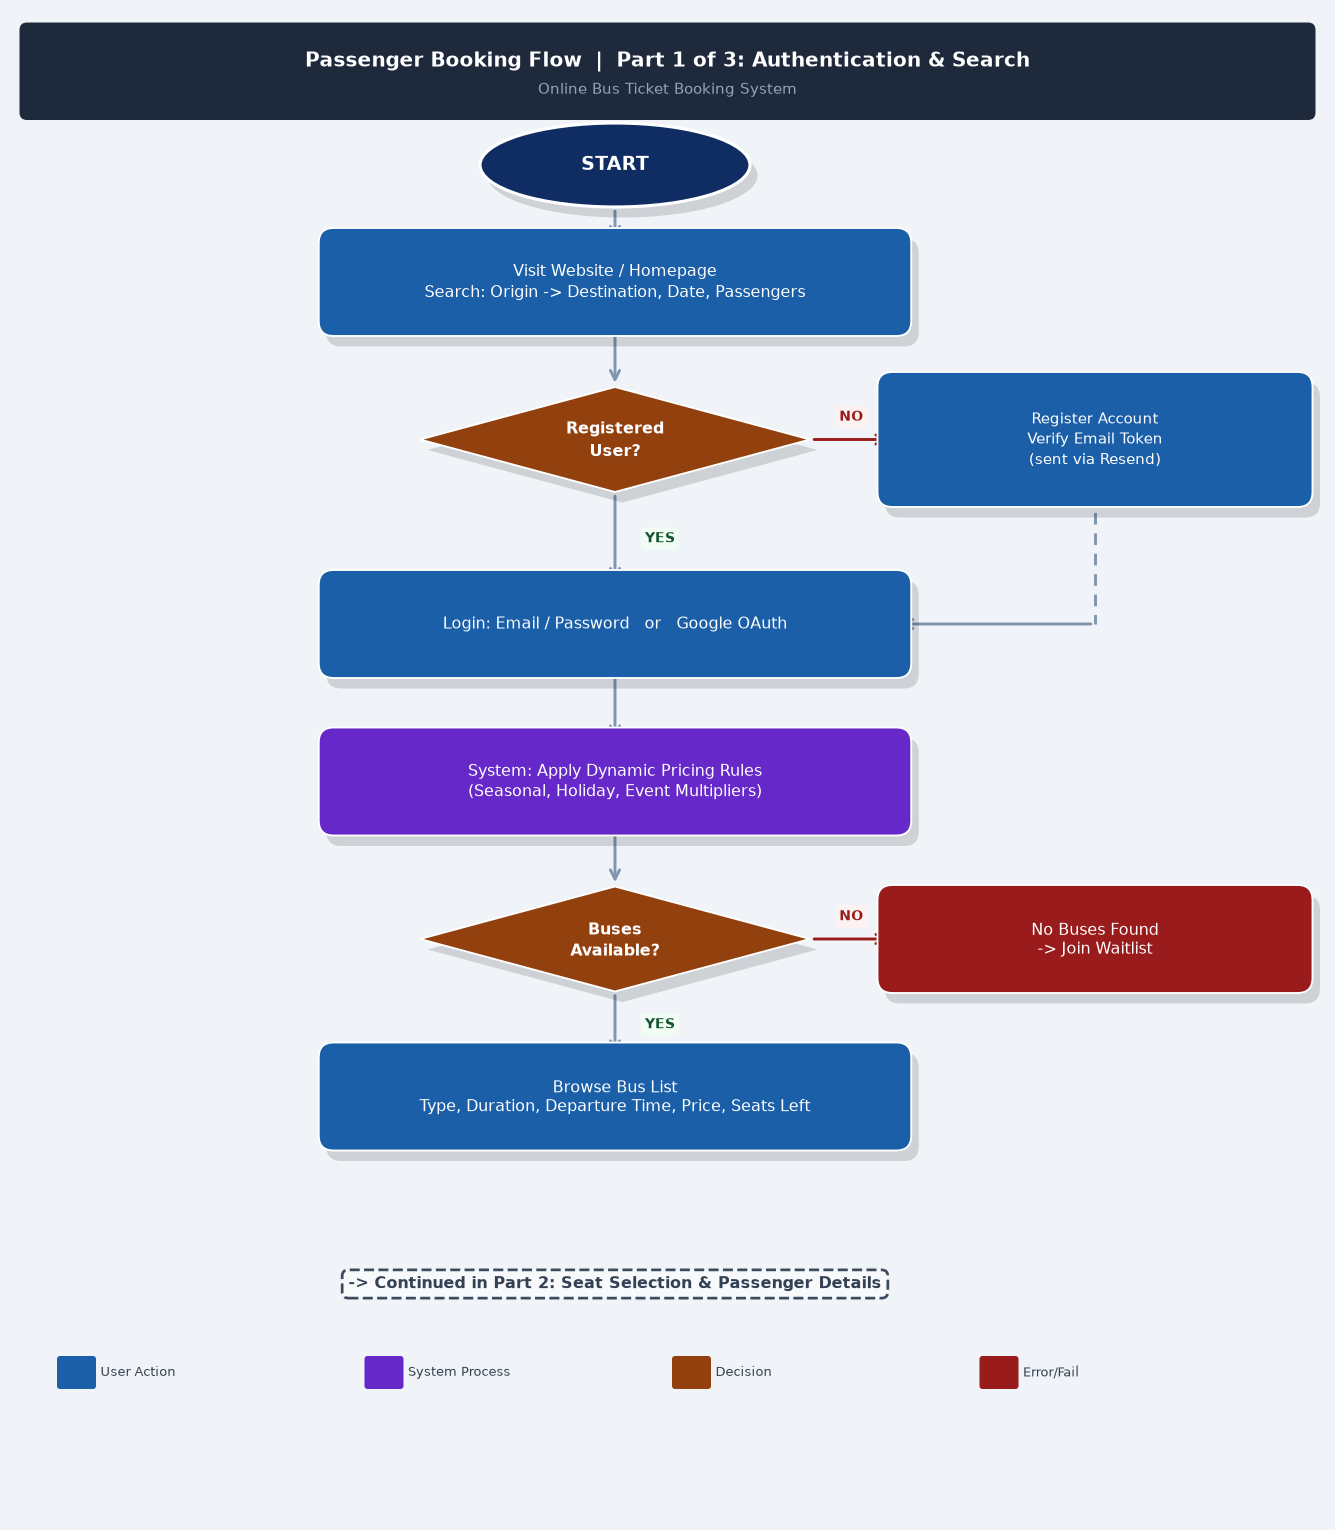 Passenger Booking Flow | Part 1 of 3: Authentication & Search
Online Bus Ticket Booking System
START
Visit Website / Homepage
Search: Origin -> Destination, Date, Passengers
Registered
User?
NO
Register Account
Verify Email Token
(sent via Resend)
YES
Login: Email / Password or Google OAuth
System: Apply Dynamic Pricing Rules
(Seasonal, Holiday, Event Multipliers)
Buses
Available?
NO
No Buses Found
-> Join Waitlist
YES
Browse Bus List
Type, Duration, Departure Time, Price, Seats Left
-> Continued in Part 2: Seat Selection & Passenger Details
User Action
System Process
Decision
Error/Fail